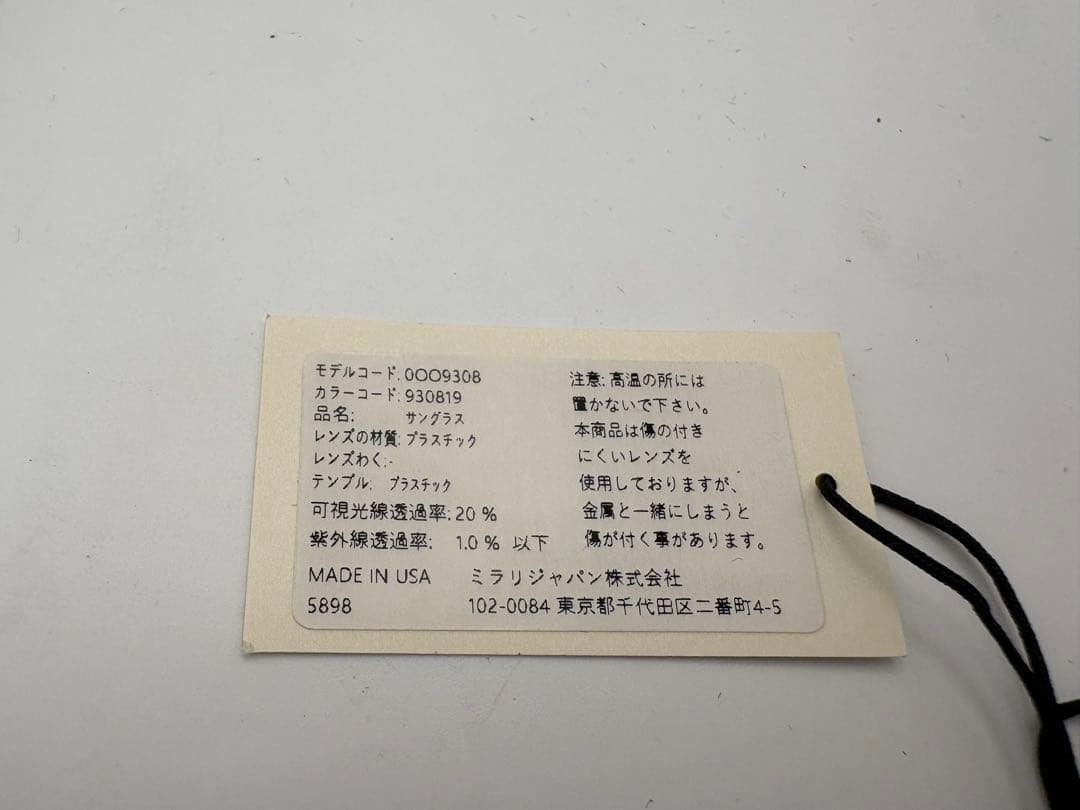 モデルコード: 0OO9308
カラーコード: 930819
品名: サングラス
レンズの材質: プラスチック
レンズわく:-
テンプル: プラスチック
可視光線透過率: 20 %
紫外線透過率: 1.0 % 以下
注意: 高温の所には
置かないで下さい。
本商品は傷の付き
にくいレンズを
使用しておりますが、
金属と一緒にしまうと
傷が付く事があります。
MADE IN USA ミラリジャパン株式会社
5898 102-0084 東京都千代田区二番町4-5